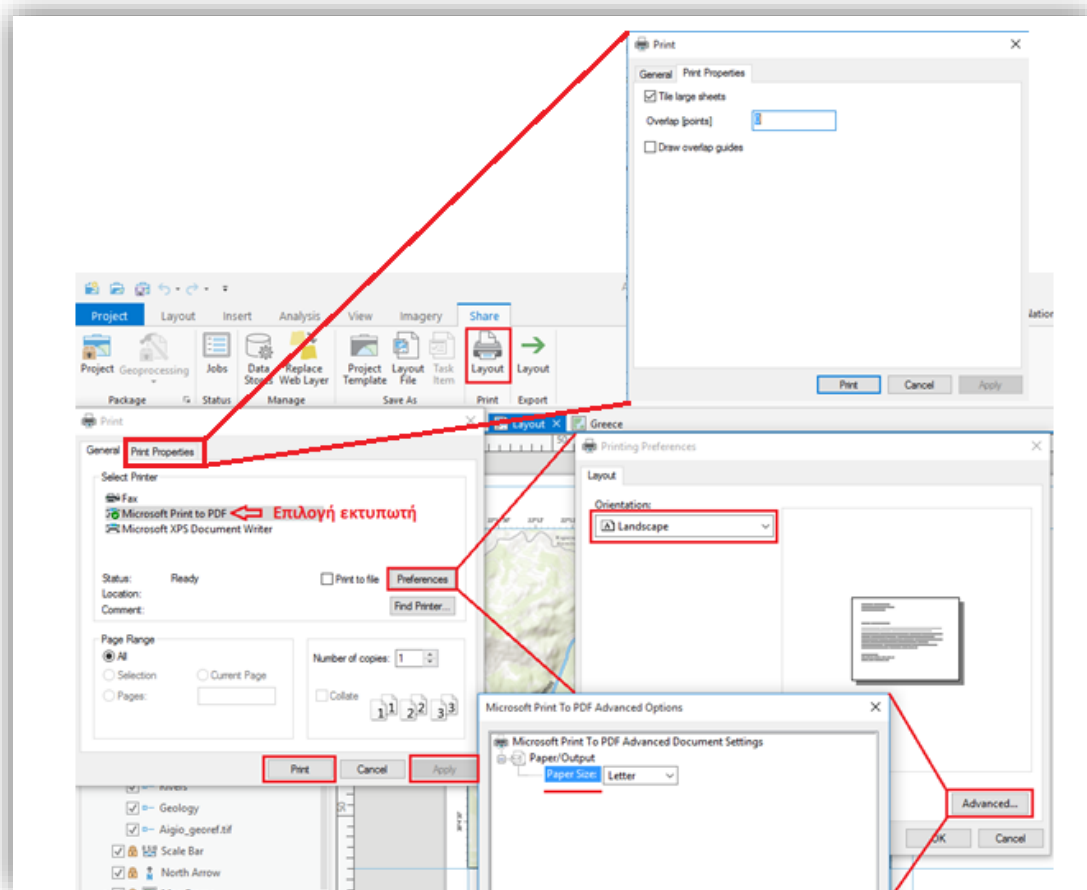 Print
General Print Properties
Tile large sheets
Overlap [points]
Draw overlap guides
Print Cancel Apply
Project Layout Insert Analysis View Imagery Share
Project Geoprocessing Jobs Data Stores Replace Web Layer Project Template Layout File Task Item Layout Layout
Package Status Manage Save As Print Export
Layout Greece
Print
General Print Properties
Select Printer
Fax
Microsoft Print to PDF Επιλογή εκτυπωτή
Microsoft XPS Document Writer
Status: Ready Print to file Preferences
Location:
Comment: Find Printer...
Page Range
All Number of copies: 1
Selection Current Page
Pages: Collate
1 1 2 2 3 3
Print Cancel Apply
Printing Preferences
Layout
Orientation:
Landscape
Advanced...
OK Cancel
Microsoft Print To PDF Advanced Options
Microsoft Print To PDF Advanced Document Settings
Paper/Output
Paper Size: Letter
Rivers
Geology
Aigio_georef.tif
Scale Bar
North Arrow